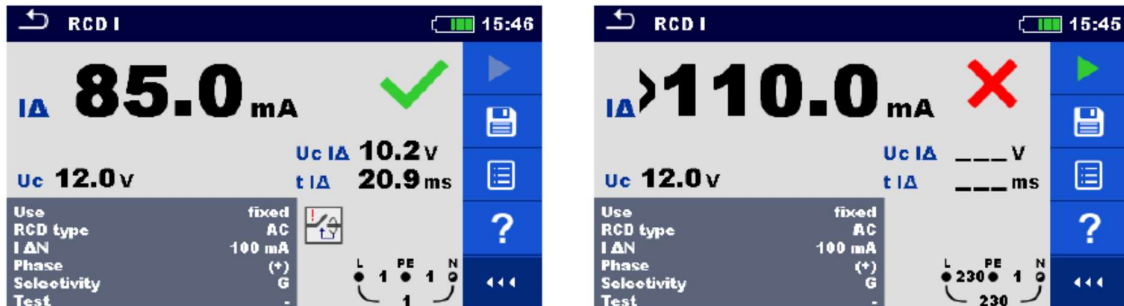 RCD I 15:46
IΔ 85.0 mA
Uc IΔ 10.2 V
Uc 12.0 V t IΔ 20.9 ms
Use fixed
RCD type AC
I ΔN 100 mA
Phase (+)
Selectivity G
Test -
L PE N
1 1
1
?
RCD I 15:45
IΔ >110.0 mA
Uc IΔ ___ V
Uc 12.0 V t IΔ ___ ms
Use fixed
RCD type AC
I ΔN 100 mA
Phase (+)
Selectivity G
Test -
L PE N
230 1
230
?